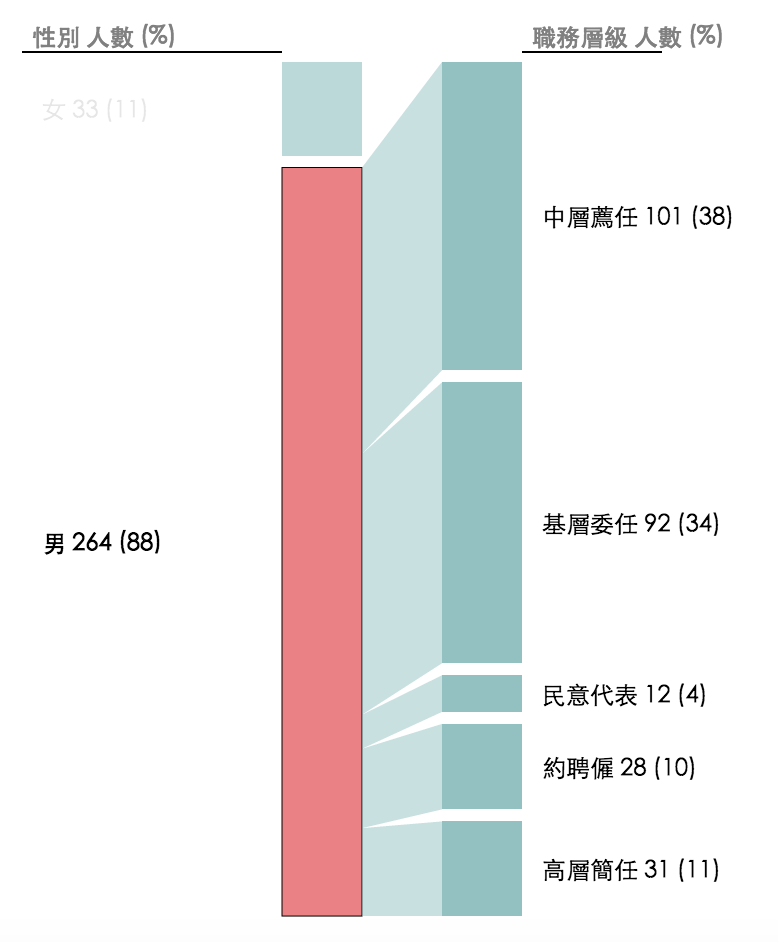 性別 人數 (%)
職務層級 人數 (%)
女 33 (11)
中層薦任 101 (38)
基層委任 92 (34)
男 264 (88)
民意代表 12 (4)
約聘僱 28 (10)
高層簡任 31 (11)